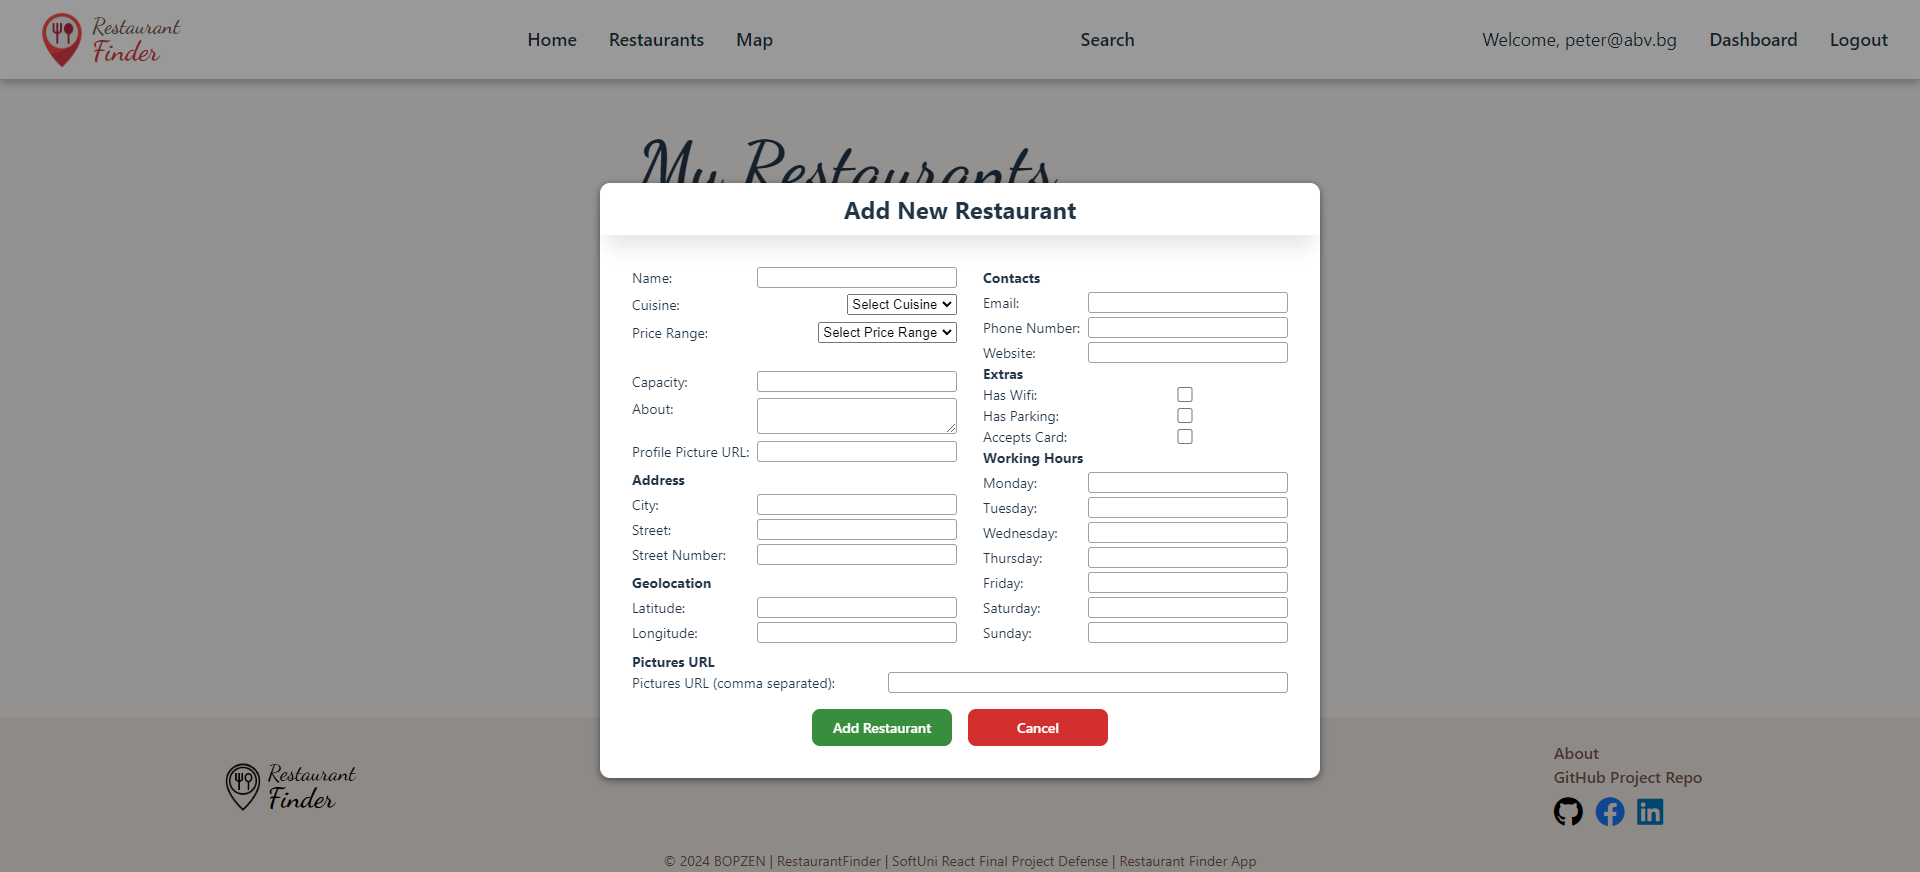 Restaurant
Finder
Home
Restaurants
Map
Search
Welcome, peter@abv.bg
Dashboard
Logout
My Restaurants
Add New Restaurant
Name:
Cuisine:
Select Cuisine
Price Range:
Select Price Range
Capacity:
About:
Profile Picture URL:
Address
City:
Street:
Street Number:
Geolocation
Latitude:
Longitude:
Contacts
Email:
Phone Number:
Website:
Extras
Has Wifi:
Has Parking:
Accepts Card:
Working Hours
Monday:
Tuesday:
Wednesday:
Thursday:
Friday:
Saturday:
Sunday:
Pictures URL
Pictures URL (comma separated):
Add Restaurant
Cancel
Restaurant
Finder
About
GitHub Project Repo
in
© 2024 BOPZEN | RestaurantFinder | SoftUni React Final Project Defense | Restaurant Finder App